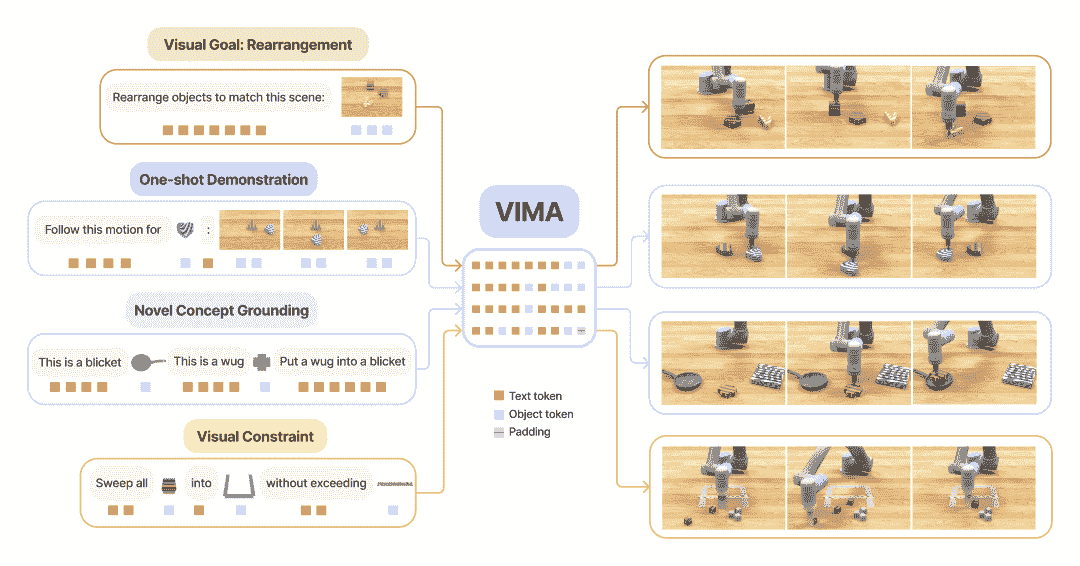 Visual Goal: Rearrangement
Rearrange objects to match this scene:
One-shot Demonstration
Follow this motion for :
Novel Concept Grounding
This is a blicket This is a wug Put a wug into a blicket
Visual Constraint
Sweep all into without exceeding
VIMA
Text token
Object token
Padding